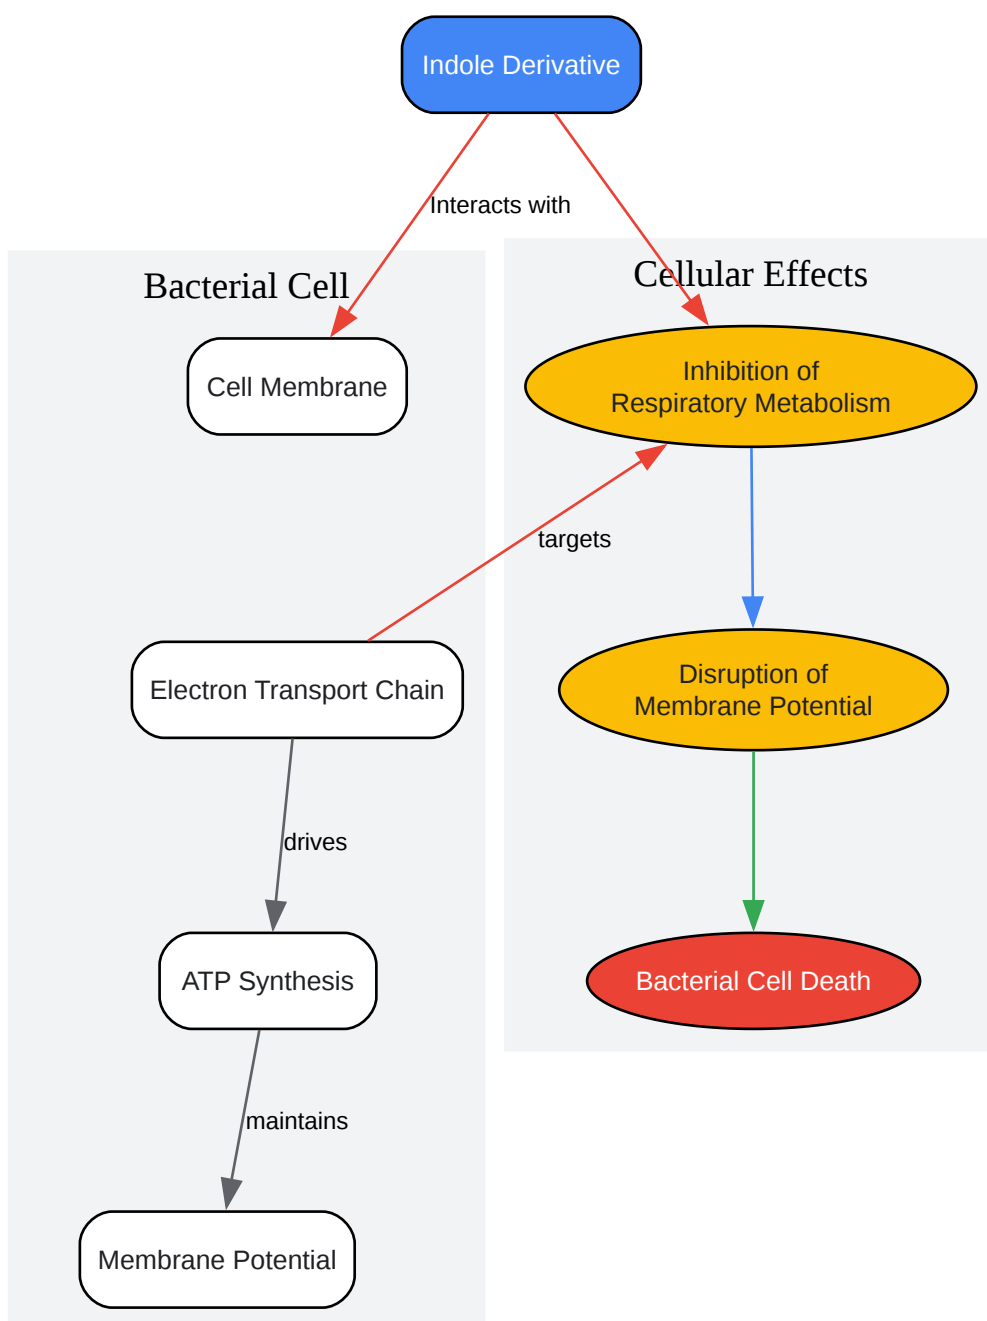 Indole Derivative
Interacts with
Bacterial Cell
Cellular Effects
Cell Membrane
Inhibition of
Respiratory Metabolism
targets
Electron Transport Chain
Disruption of
Membrane Potential
drives
ATP Synthesis
Bacterial Cell Death
maintains
Membrane Potential